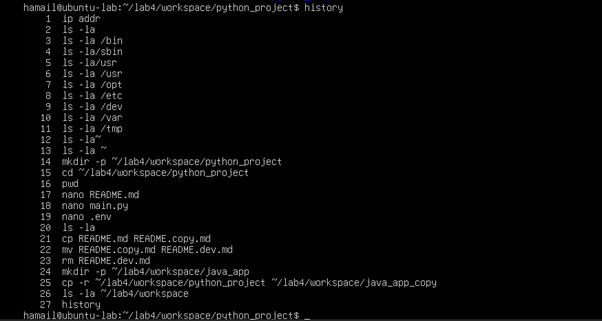 hamail@ubuntu-lab:~/lab4/workspace/python_project$ history
1 ip addr
2 ls -la
3 ls -la /bin
4 ls -la/sbin
5 ls -la/usr
6 ls -la /usr
7 ls -la /opt
8 ls -la /etc
9 ls -la /dev
10 ls -la /var
11 ls -la /tmp
12 ls -la~
13 ls -la ~
14 mkdir -p ~/lab4/workspace/python_project
15 cd ~/lab4/workspace/python_project
16 pwd
17 nano README.md
18 nano main.py
19 nano .env
20 ls -la
21 cp README.md README.copy.md
22 mv README.copy.md README.dev.md
23 rm README.dev.md
24 mkdir -p ~/lab4/workspace/java_app
25 cp -r ~/lab4/workspace/python_project ~/lab4/workspace/java_app_copy
26 ls -la ~/lab4/workspace
27 history
hamail@ubuntu-lab:~/lab4/workspace/python_project$ _